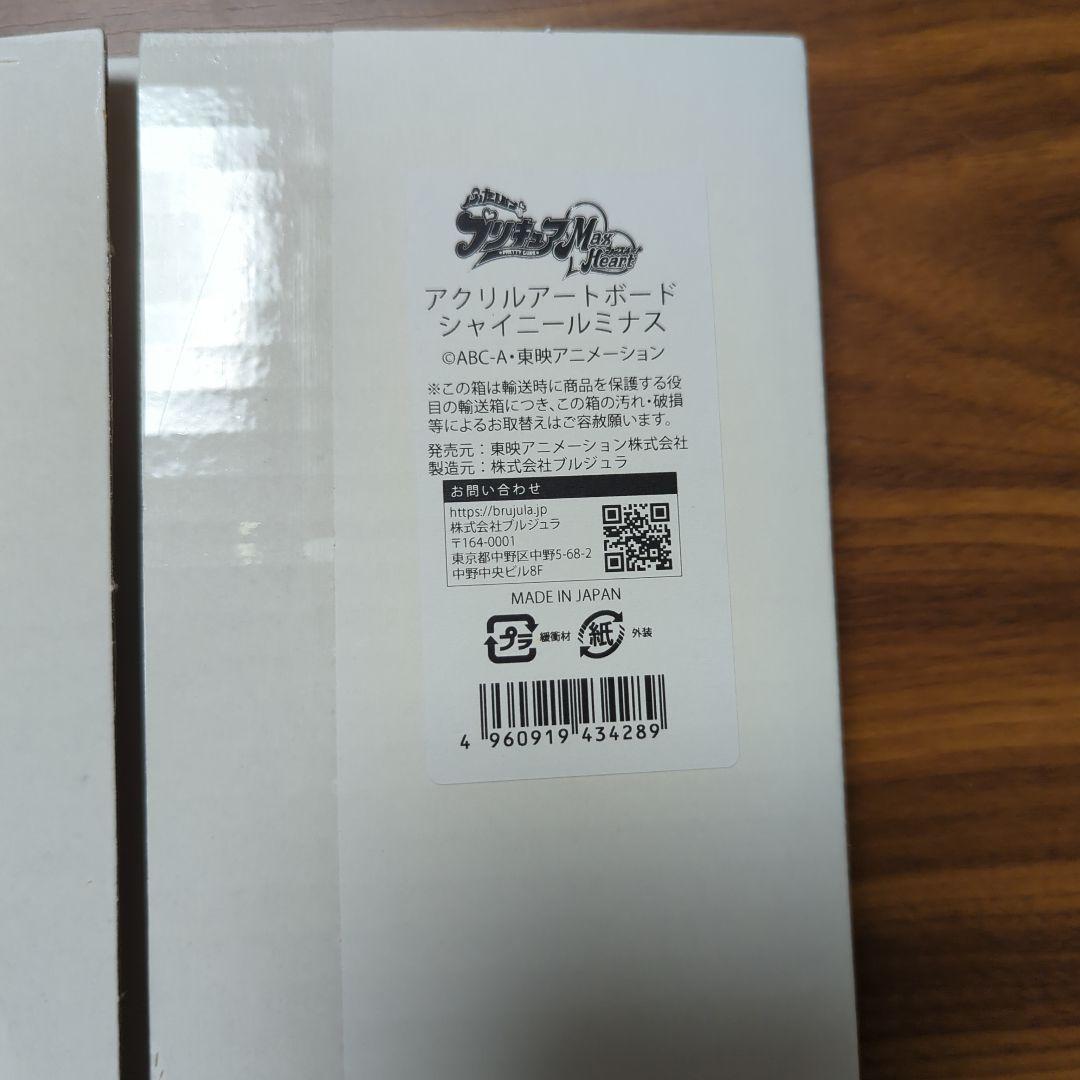 ふたりは
プリキュア Max Heart
PRETTY CURE
アクリルアートボード
シャイニールミナス
©ABC-A・東映アニメーション
※この箱は輸送時に商品を保護する役
目の輸送箱につき、この箱の汚れ・破損
等によるお取替えはご容赦願います。
発売元：東映アニメーション株式会社
製造元：株式会社ブルジュラ
お問い合わせ
https://brujula.jp
株式会社ブルジュラ
〒164-0001
東京都中野区中野5-68-2
中野中央ビル8F
MADE IN JAPAN
プラ 緩衝材 紙 外装
4 960919 434289